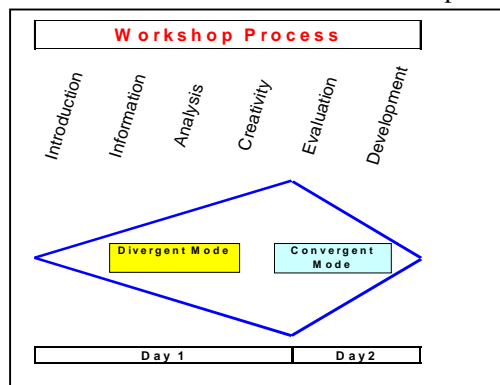 Workshop Process
Introduction
Information
Analysis
Creativity
Evaluation
Development
Divergent Mode
Convergent
Mode
Day 1
Day2